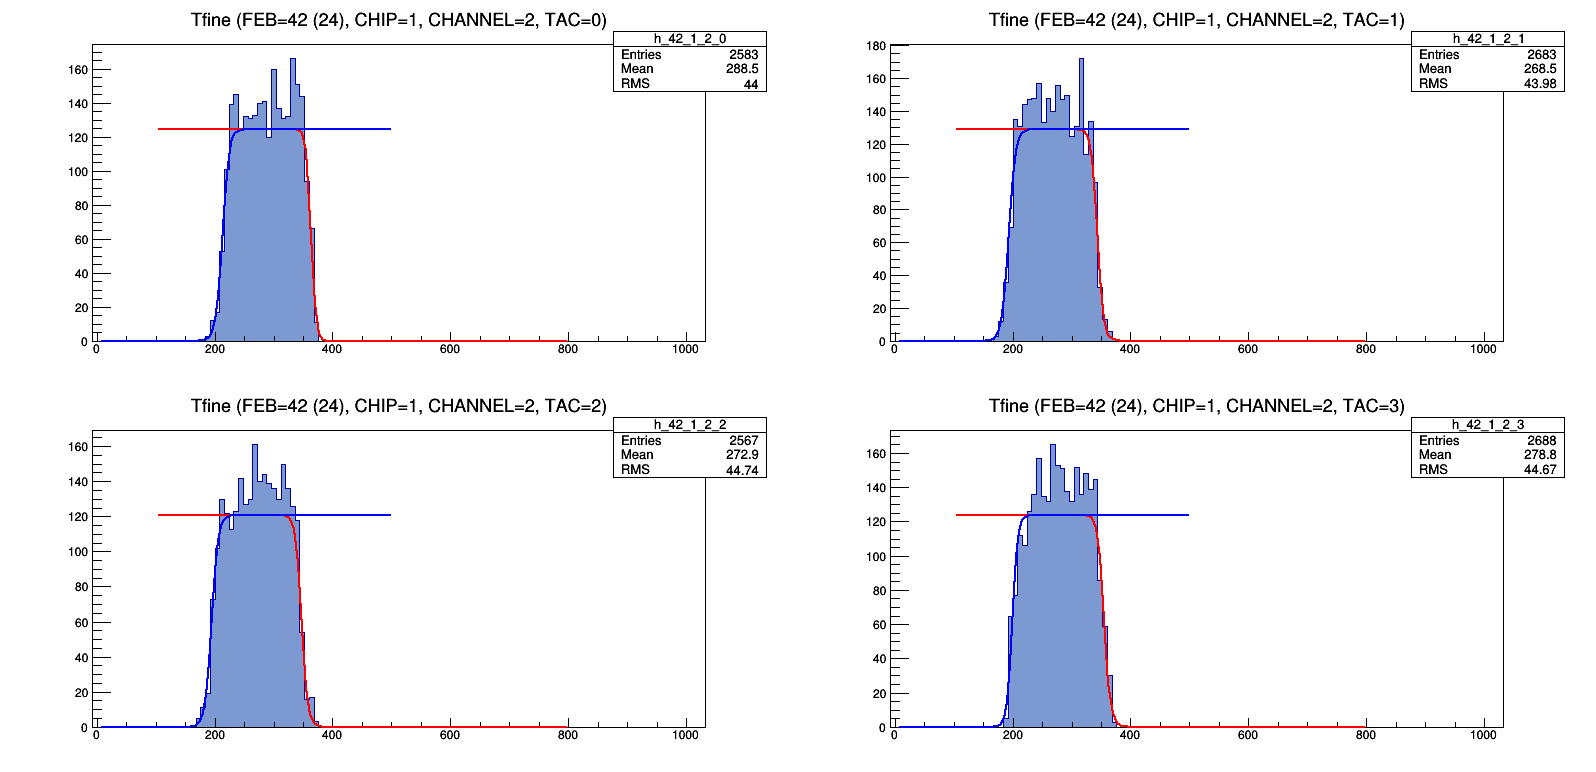 Tfine (FEB=42 (24), CHIP=1, CHANNEL=2, TAC=0)
h_42_1_2_0
Entries 2583
Mean 288.5
RMS 44
160
140
120
100
80
60
40
20
0
0 200 400 600 800 1000
Tfine (FEB=42 (24), CHIP=1, CHANNEL=2, TAC=1)
h_42_1_2_1
Entries 2683
Mean 268.5
RMS 43.98
180
160
140
120
100
80
60
40
20
0
0 200 400 600 800 1000
Tfine (FEB=42 (24), CHIP=1, CHANNEL=2, TAC=2)
h_42_1_2_2
Entries 2567
Mean 272.9
RMS 44.74
160
140
120
100
80
60
40
20
0
0 200 400 600 800 1000
Tfine (FEB=42 (24), CHIP=1, CHANNEL=2, TAC=3)
h_42_1_2_3
Entries 2688
Mean 278.8
RMS 44.67
160
140
120
100
80
60
40
20
0
0 200 400 600 800 1000